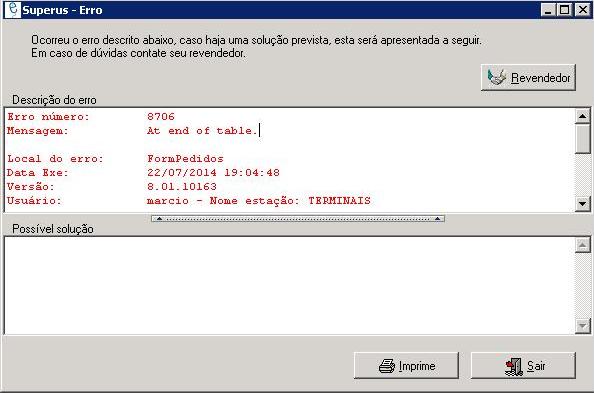 Superus - Erro
Ocorreu o erro descrito abaixo, caso haja uma solução prevista, esta será apresentada a seguir.
Em caso de dúvidas contate seu revendedor.
Revendedor
Descrição do erro
Erro número: 8706
Mensagem: At end of table.
Local do erro: FormPedidos
Data Exe: 22/07/2014 19:04:48
Versão: 8.01.10163
Usuário: marcio - Nome estação: TERMINAIS
Possível solução
Imprime
Sair